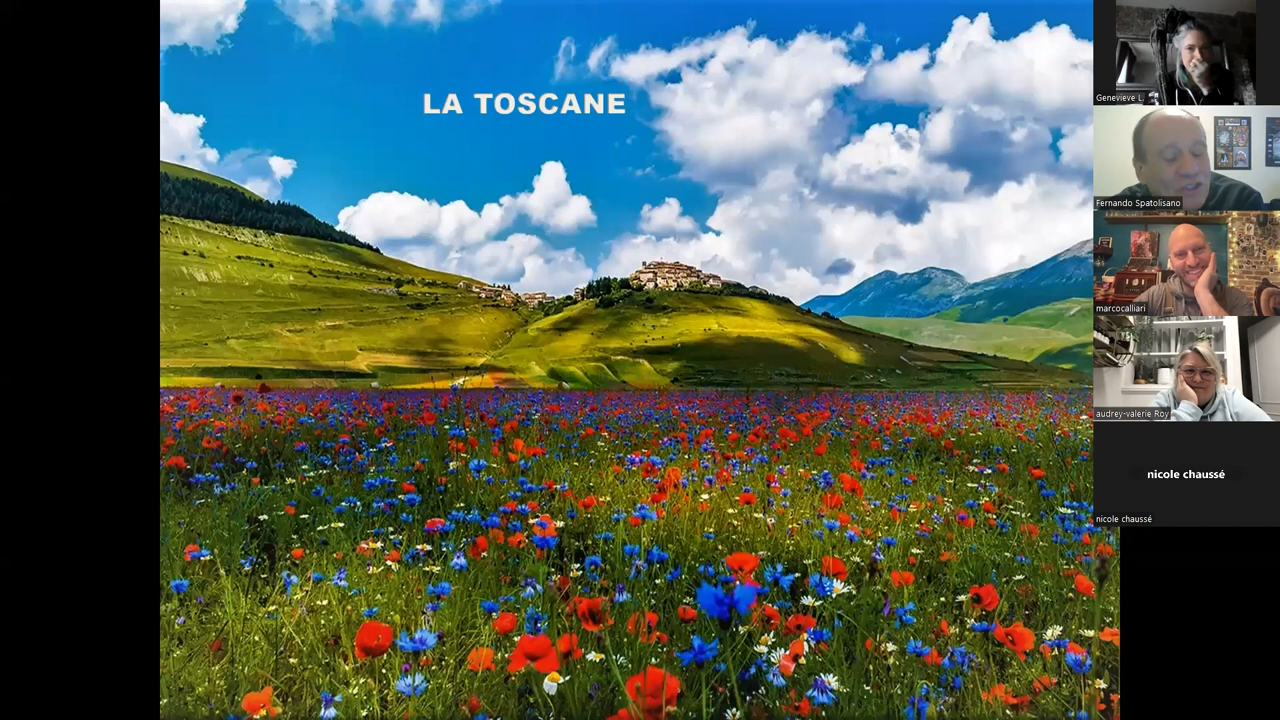 LA TOSCANE
Genevieve L.
Fernando Spatolisano
marcocalliari
audrey-valerie Roy
nicole chaussé
nicole chaussé